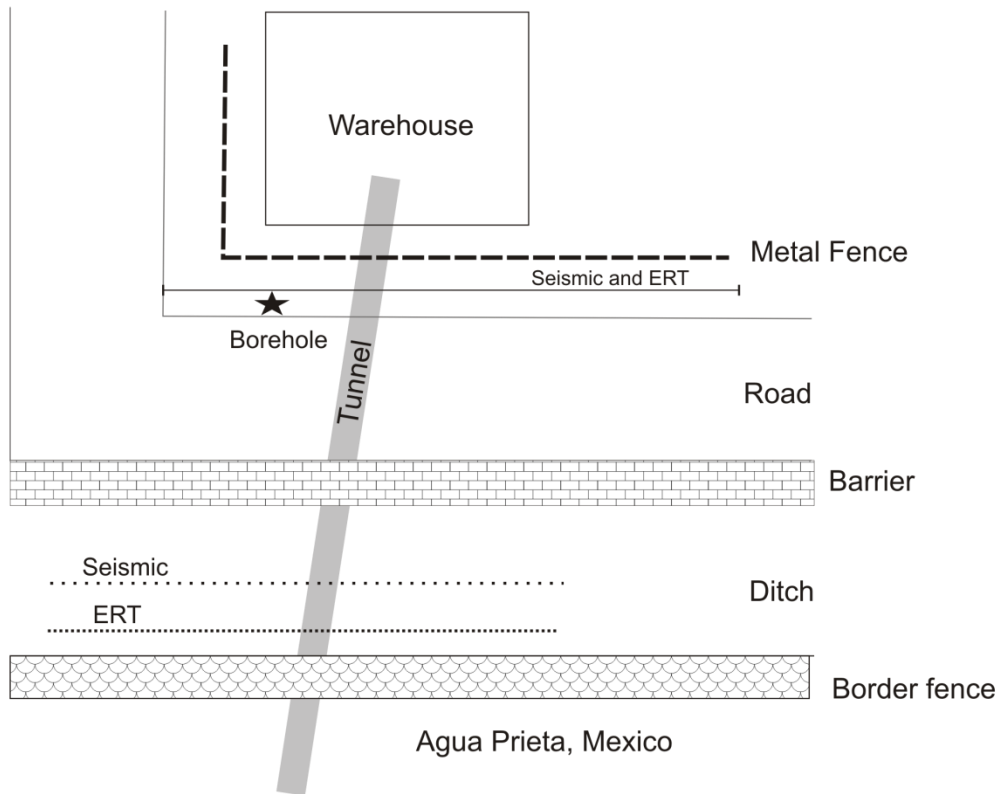 Warehouse
Metal Fence
Seismic and ERT
Borehole
Tunnel
Road
Barrier
Seismic
Ditch
ERT
Border fence
Agua Prieta, Mexico